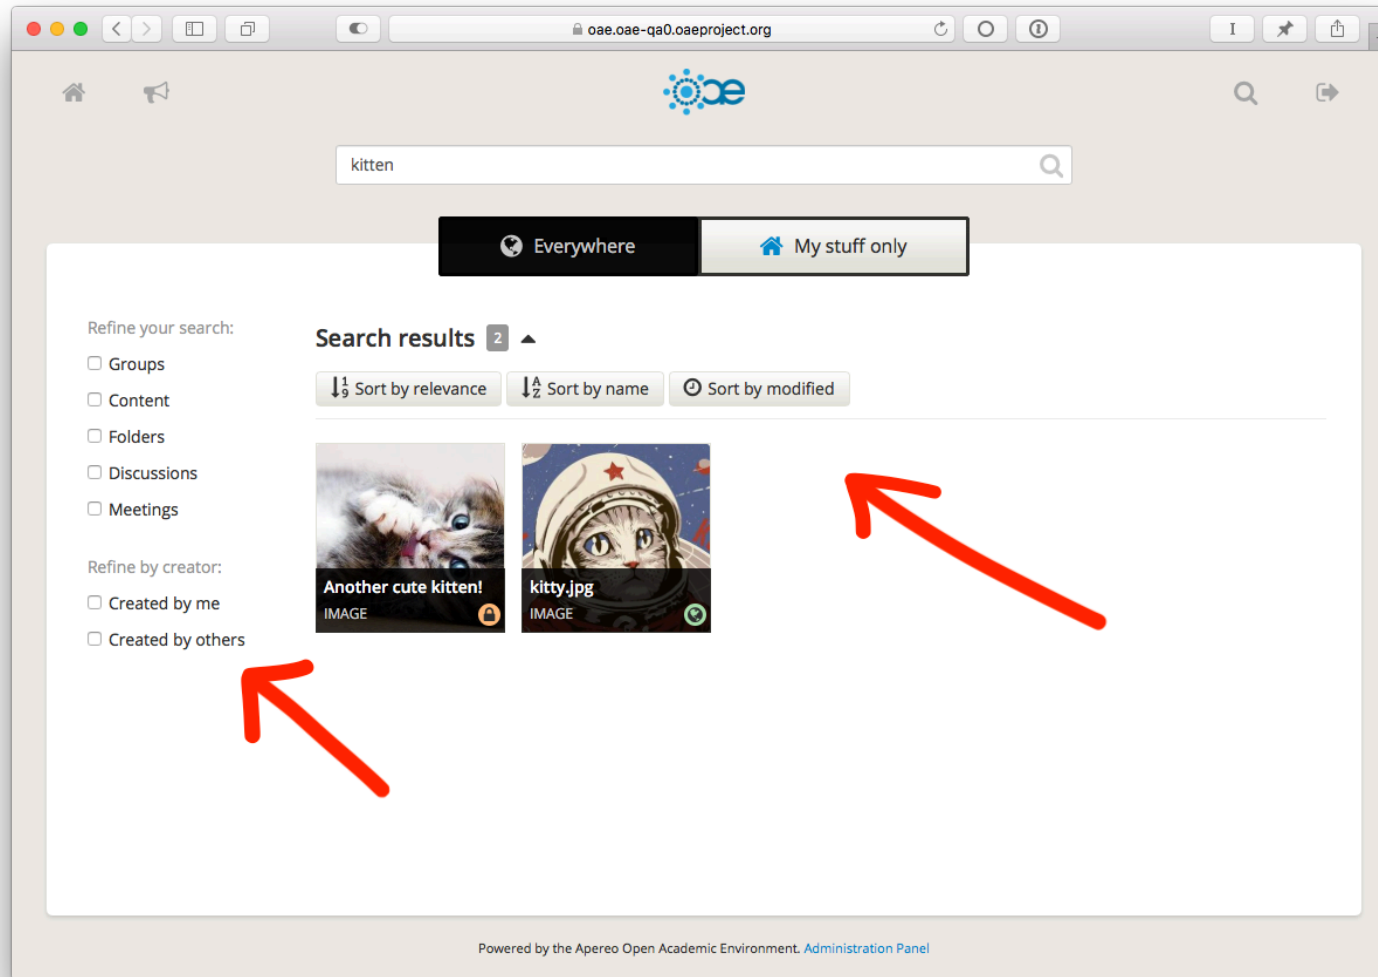 oae.oae-qa0.oaeproject.org
oae
kitten
Everywhere
My stuff only
Refine your search:
Groups
Content
Folders
Discussions
Meetings
Refine by creator:
Created by me
Created by others
Search results 2
Sort by relevance
Sort by name
Sort by modified
Another cute kitten!
IMAGE
kitty.jpg
IMAGE
Powered by the Apereo Open Academic Environment. Administration Panel